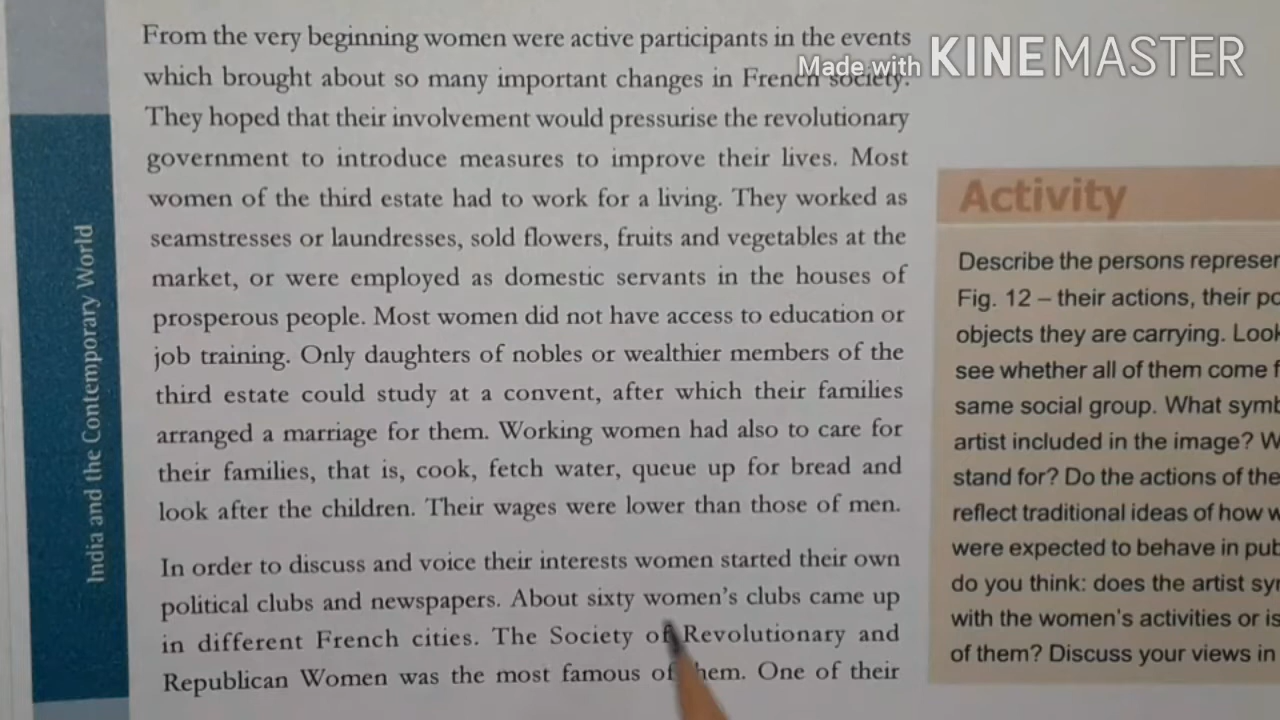 From the very beginning women were active participants in the events
which brought about so many important changes in French society.
They hoped that their involvement would pressurise the revolutionary
government to introduce measures to improve their lives. Most
women of the third estate had to work for a living. They worked as
seamstresses or laundresses, sold flowers, fruits and vegetables at the
market, or were employed as domestic servants in the houses of
prosperous people. Most women did not have access to education or
job training. Only daughters of nobles or wealthier members of the
third estate could study at a convent, after which their families
arranged a marriage for them. Working women had also to care for
their families, that is, cook, fetch water, queue up for bread and
look after the children. Their wages were lower than those of men.
In order to discuss and voice their interests women started their own
political clubs and newspapers. About sixty women's clubs came up
in different French cities. The Society of Revolutionary and
Republican Women was the most famous of them. One of their
Made with KINEMASTER
India and the Contemporary World
Activity
Describe the persons
Fig. 12 – their actions, their
objects they are carrying.
see whether all of them come
same social group. What
artist included in the image?
stand for? Do the actions of the
reflect traditional ideas of how
were expected to behave in
do you think: does the artist
with the women's activities or is
of them? Discuss your views in